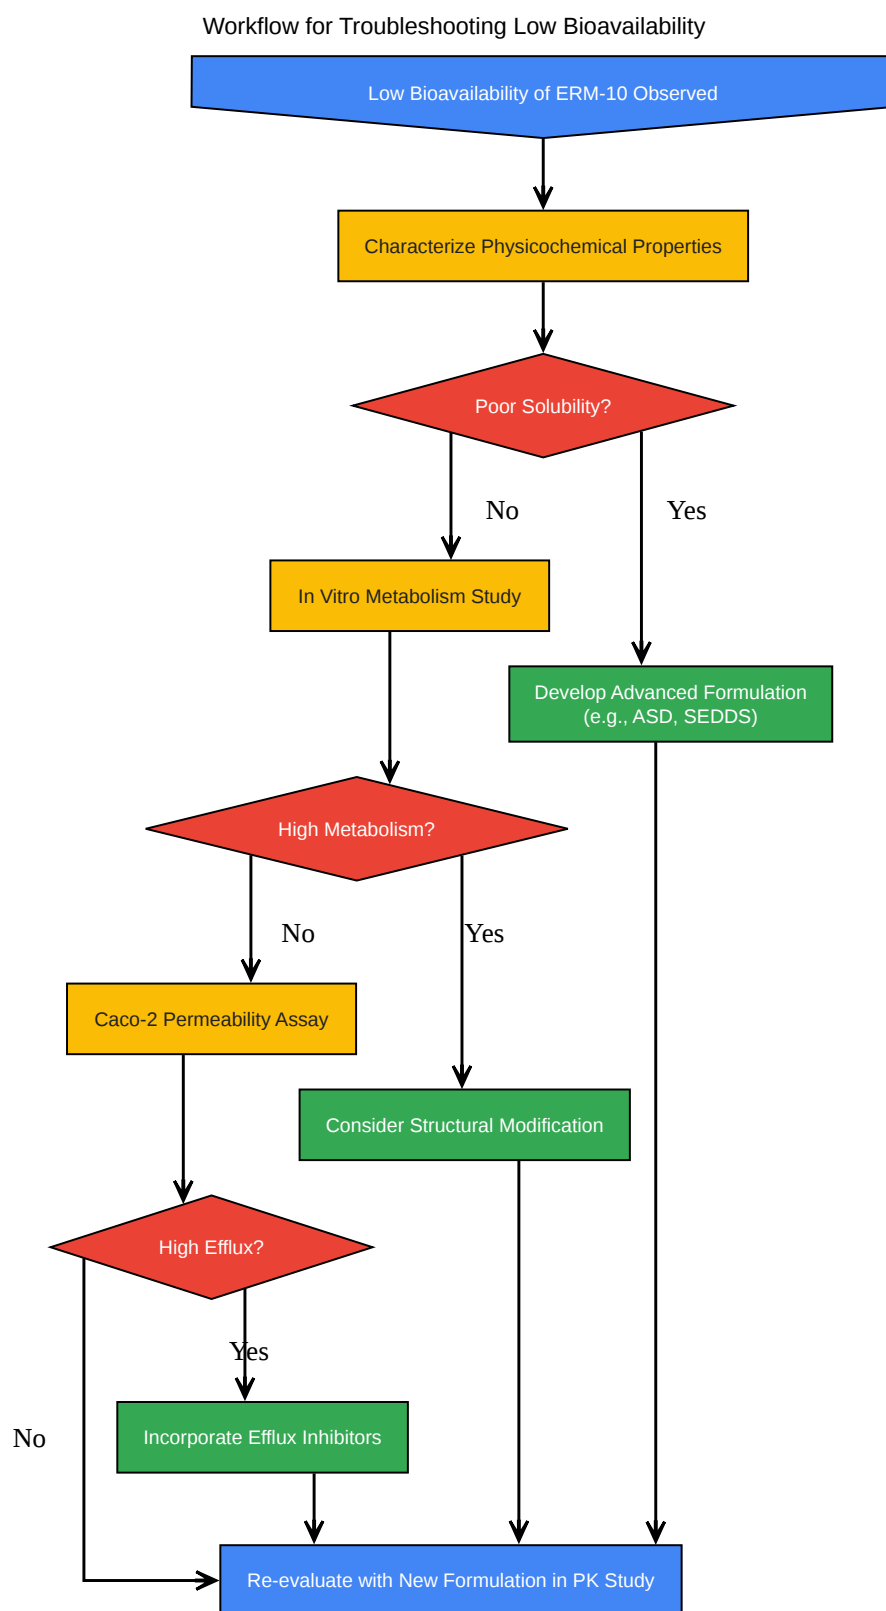 Workflow for Troubleshooting Low Bioavailability
Low Bioavailability of ERM-10 Observed
Characterize Physicochemical Properties
Poor Solubility?
No
Yes
In Vitro Metabolism Study
Develop Advanced Formulation
(e.g., ASD, SEDDS)
High Metabolism?
No
Yes
Caco-2 Permeability Assay
Consider Structural Modification
High Efflux?
Yes
No
Incorporate Efflux Inhibitors
Re-evaluate with New Formulation in PK Study